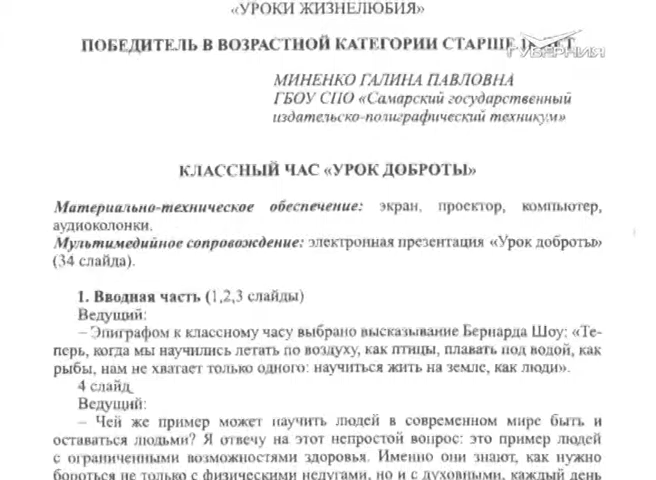 «УРОКИ ЖИЗНЕЛЮБИЯ»
ГУБЕРНИЯ
ПОБЕДИТЕЛЬ В ВОЗРАСТНОЙ КАТЕГОРИИ СТАРШЕ ЛЕТ
МИНЕНКО ГАЛИНА ПАВЛОВНА
ГБОУ СПО «Самарский государственный
издательско-полиграфический техникум»
КЛАССНЫЙ ЧАС «УРОК ДОБРОТЫ»
Материально-техническое обеспечение: экран, проектор, компьютер,
аудиоколонки.
Мультимедийное сопровождение: электронная презентация «Урок доброты»
(34 слайда).
1. Вводная часть (1,2,3 слайды)
Ведущий:
– Эпиграфом к классному часу выбрано высказывание Бернарда Шоу: «Те-
перь, когда мы научились летать по воздуху, как птицы, плавать под водой, как
рыбы, нам не хватает только одного: научиться жить на земле, как люди».
4 слайд
Ведущий:
– Чей же пример может научить людей в современном мире быть и
оставаться людьми? Я отвечу на этот непростой вопрос: это пример людей
с ограниченными возможностями здоровья. Именно они знают, как нужно
бороться не только с физическими недугами, но и с духовными, каждый день